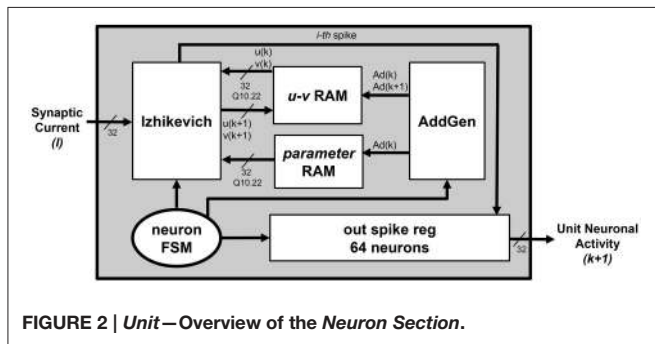 i-th spike
u(k)
v(k)
32
Q10.22
u-v RAM
Ad(k)
Ad(k+1)
Izhikevich
AddGen
Synaptic
Current
(I)
32
u(k+1)
v(k+1)
32
Q10.22
parameter
RAM
Ad(k)
neuron
FSM
out spike reg
64 neurons
32
Unit Neuronal
Activity
(k+1)
FIGURE 2 | Unit—Overview of the Neuron Section.